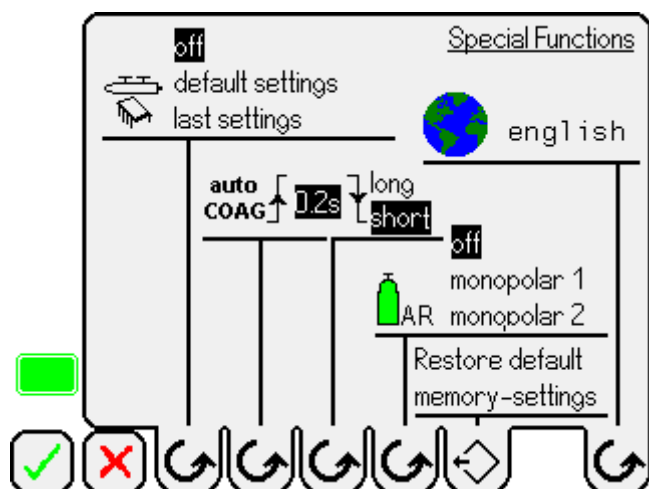 Special Functions
off
default settings
last settings
english
auto
COAG
0.2s
long
short
off
monopolar 1
AR monopolar 2
Restore default
memory-settings